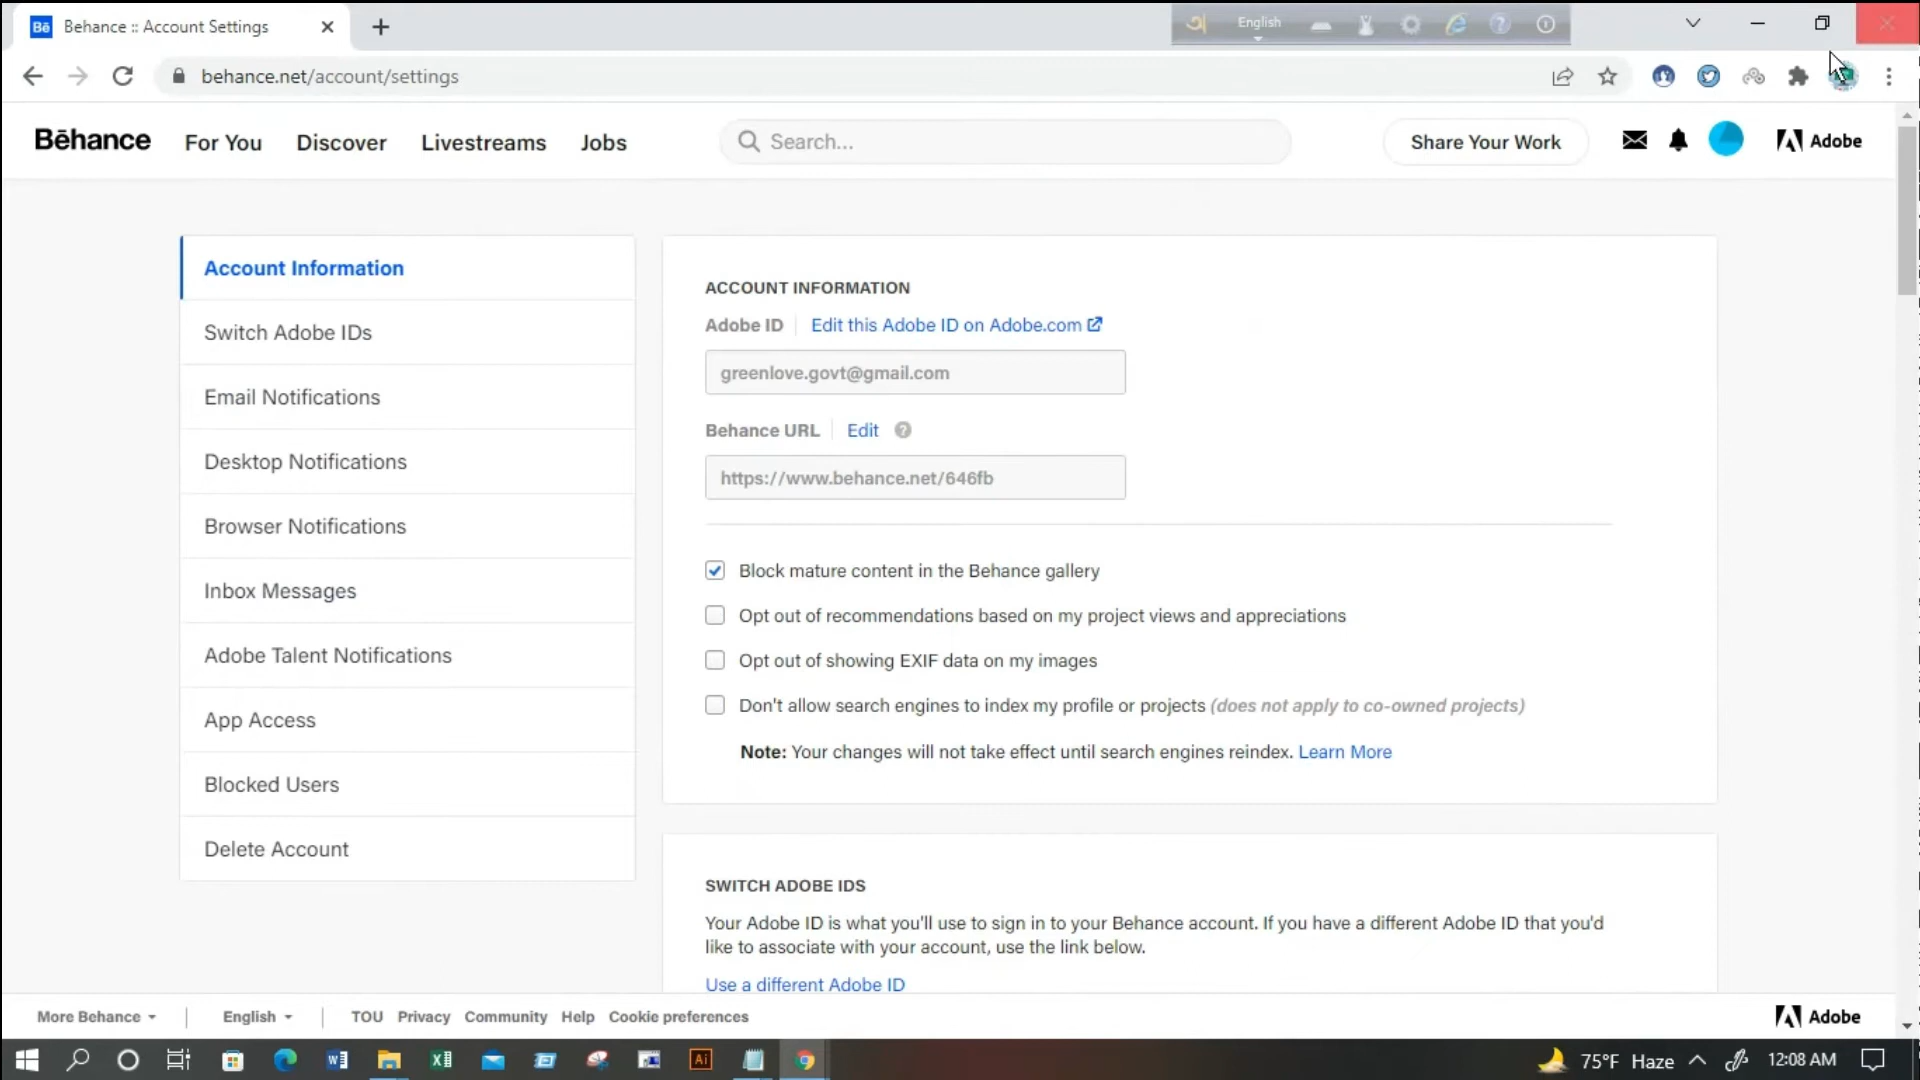 Bē Behance :: Account Settings
English
behance.net/account/settings
Bēhance For You Discover Livestreams Jobs Search... Share Your Work Adobe
Account Information
Switch Adobe IDs
Email Notifications
Desktop Notifications
Browser Notifications
Inbox Messages
Adobe Talent Notifications
App Access
Blocked Users
Delete Account
ACCOUNT INFORMATION
Adobe ID Edit this Adobe ID on Adobe.com
greenlove.govt@gmail.com
Behance URL Edit ?
https://www.behance.net/646fb
Block mature content in the Behance gallery
Opt out of recommendations based on my project views and appreciations
Opt out of showing EXIF data on my images
Don't allow search engines to index my profile or projects (does not apply to co-owned projects)
Note: Your changes will not take effect until search engines reindex. Learn More
SWITCH ADOBE IDS
Your Adobe ID is what you'll use to sign in to your Behance account. If you have a different Adobe ID that you'd
like to associate with your account, use the link below.
Use a different Adobe ID
More Behance English TOU Privacy Community Help Cookie preferences Adobe
Ai 75°F Haze 12:08 AM